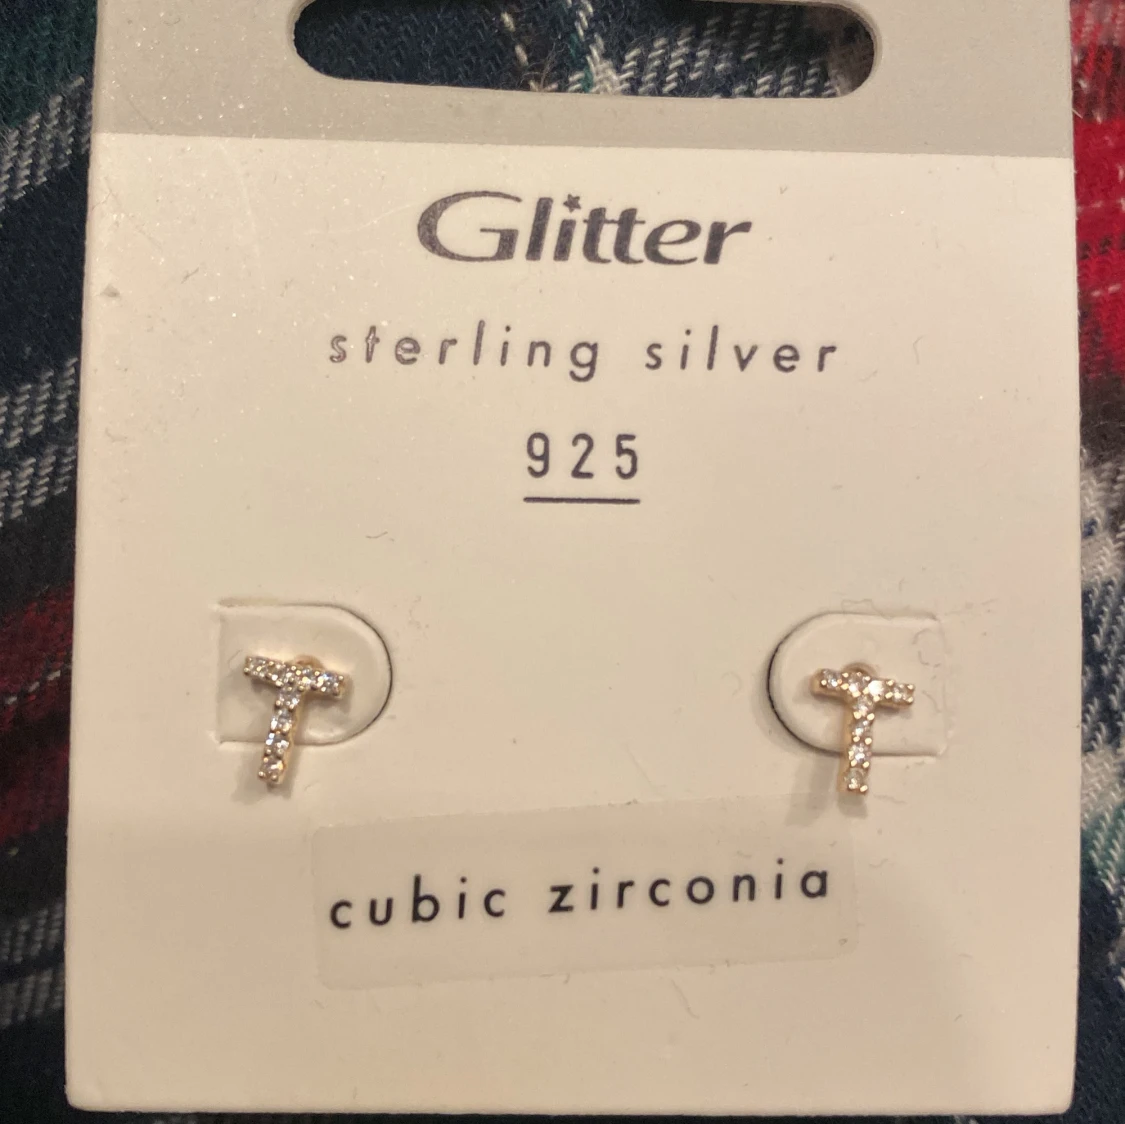 Glitter
sterling silver
925
T T
cubic zirconia